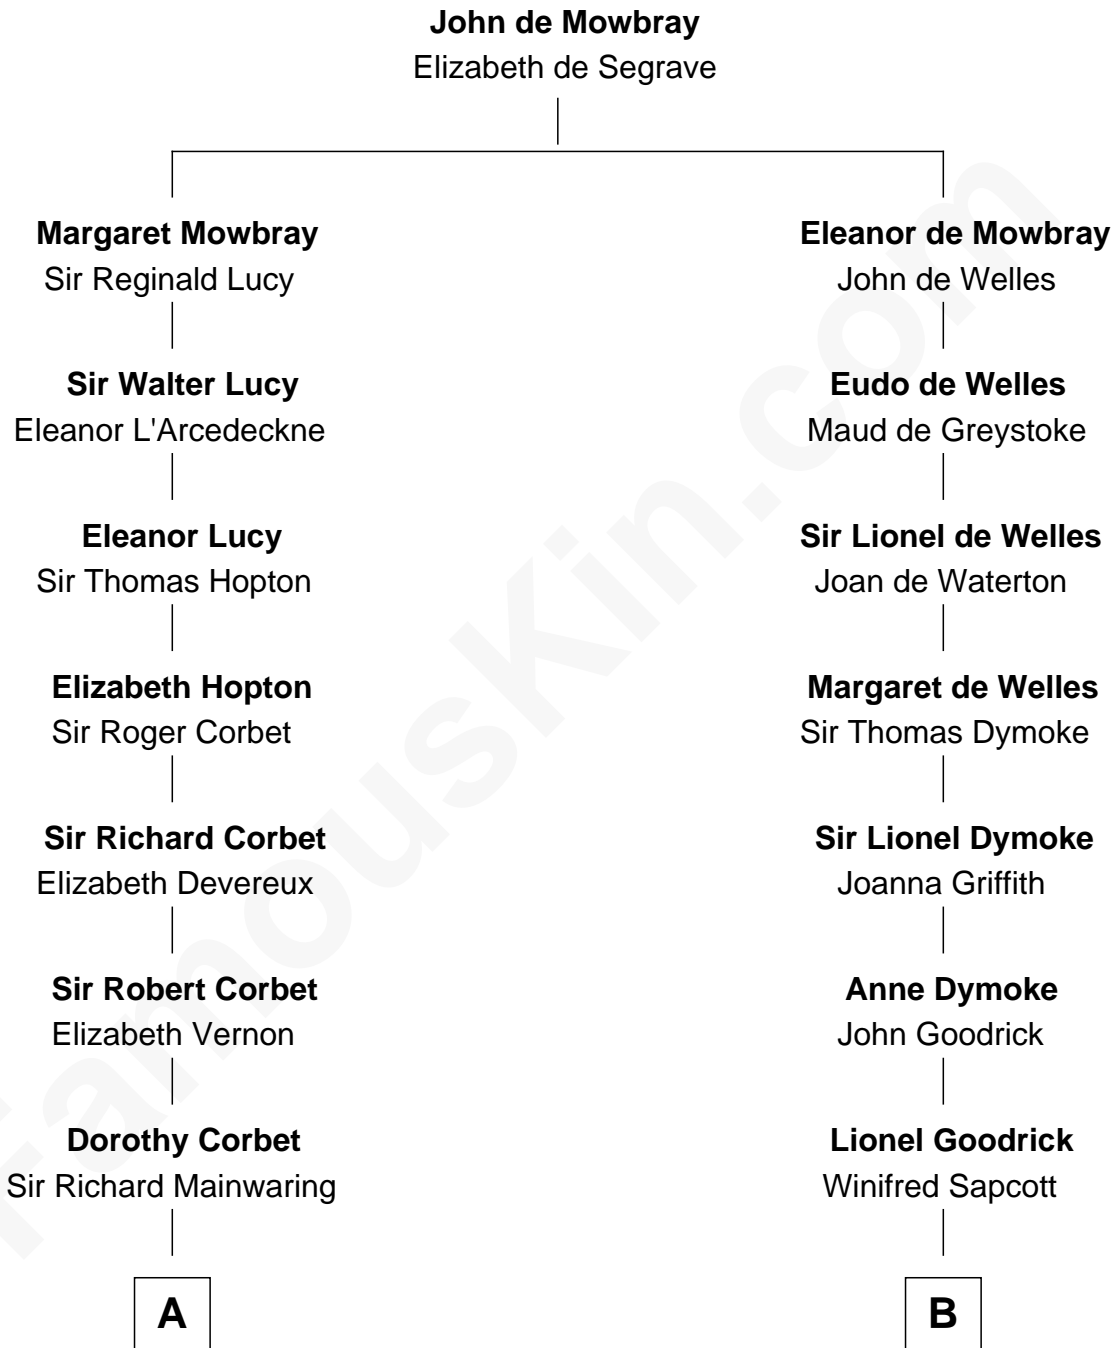 John de Mowbray
Elizabeth de Segrave
Margaret Mowbray
Sir Reginald Lucy
Eleanor de Mowbray
John de Welles
Sir Walter Lucy
Eleanor L'Arcedeckne
Eudo de Welles
Maud de Greystoke
Eleanor Lucy
Sir Thomas Hopton
Sir Lionel de Welles
Joan de Waterton
Elizabeth Hopton
Sir Roger Corbet
Margaret de Welles
Sir Thomas Dymoke
Sir Richard Corbet
Elizabeth Devereux
Sir Lionel Dymoke
Joanna Griffith
Sir Robert Corbet
Elizabeth Vernon
Anne Dymoke
John Goodrick
Dorothy Corbet
Sir Richard Mainwaring
Lionel Goodrick
Winifred Sapcott
A
B
FamousKin.com